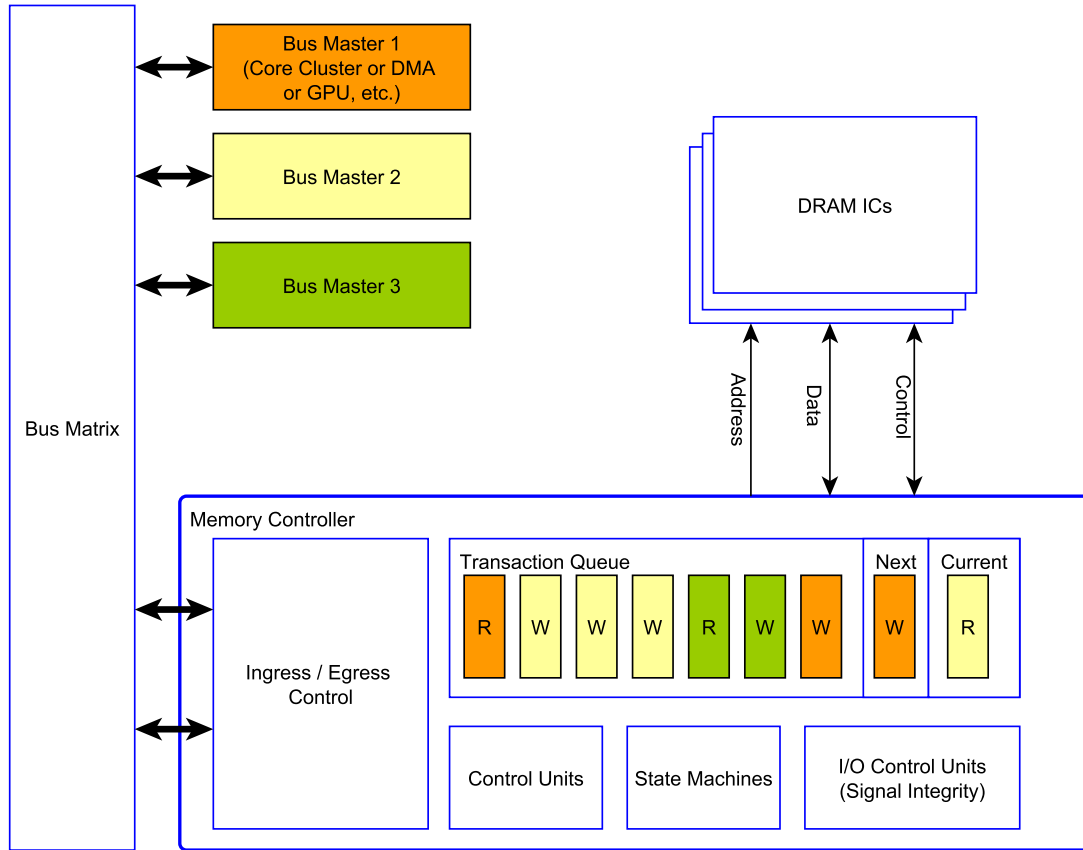 Bus Master 1
(Core Cluster or DMA
or GPU, etc.)
Bus Master 2
Bus Master 3
Bus Matrix
DRAM ICs
Address
Data
Control
Memory Controller
Ingress / Egress
Control
Transaction Queue
Next
Current
R W W W R W W W R
Control Units
State Machines
I/O Control Units
(Signal Integrity)